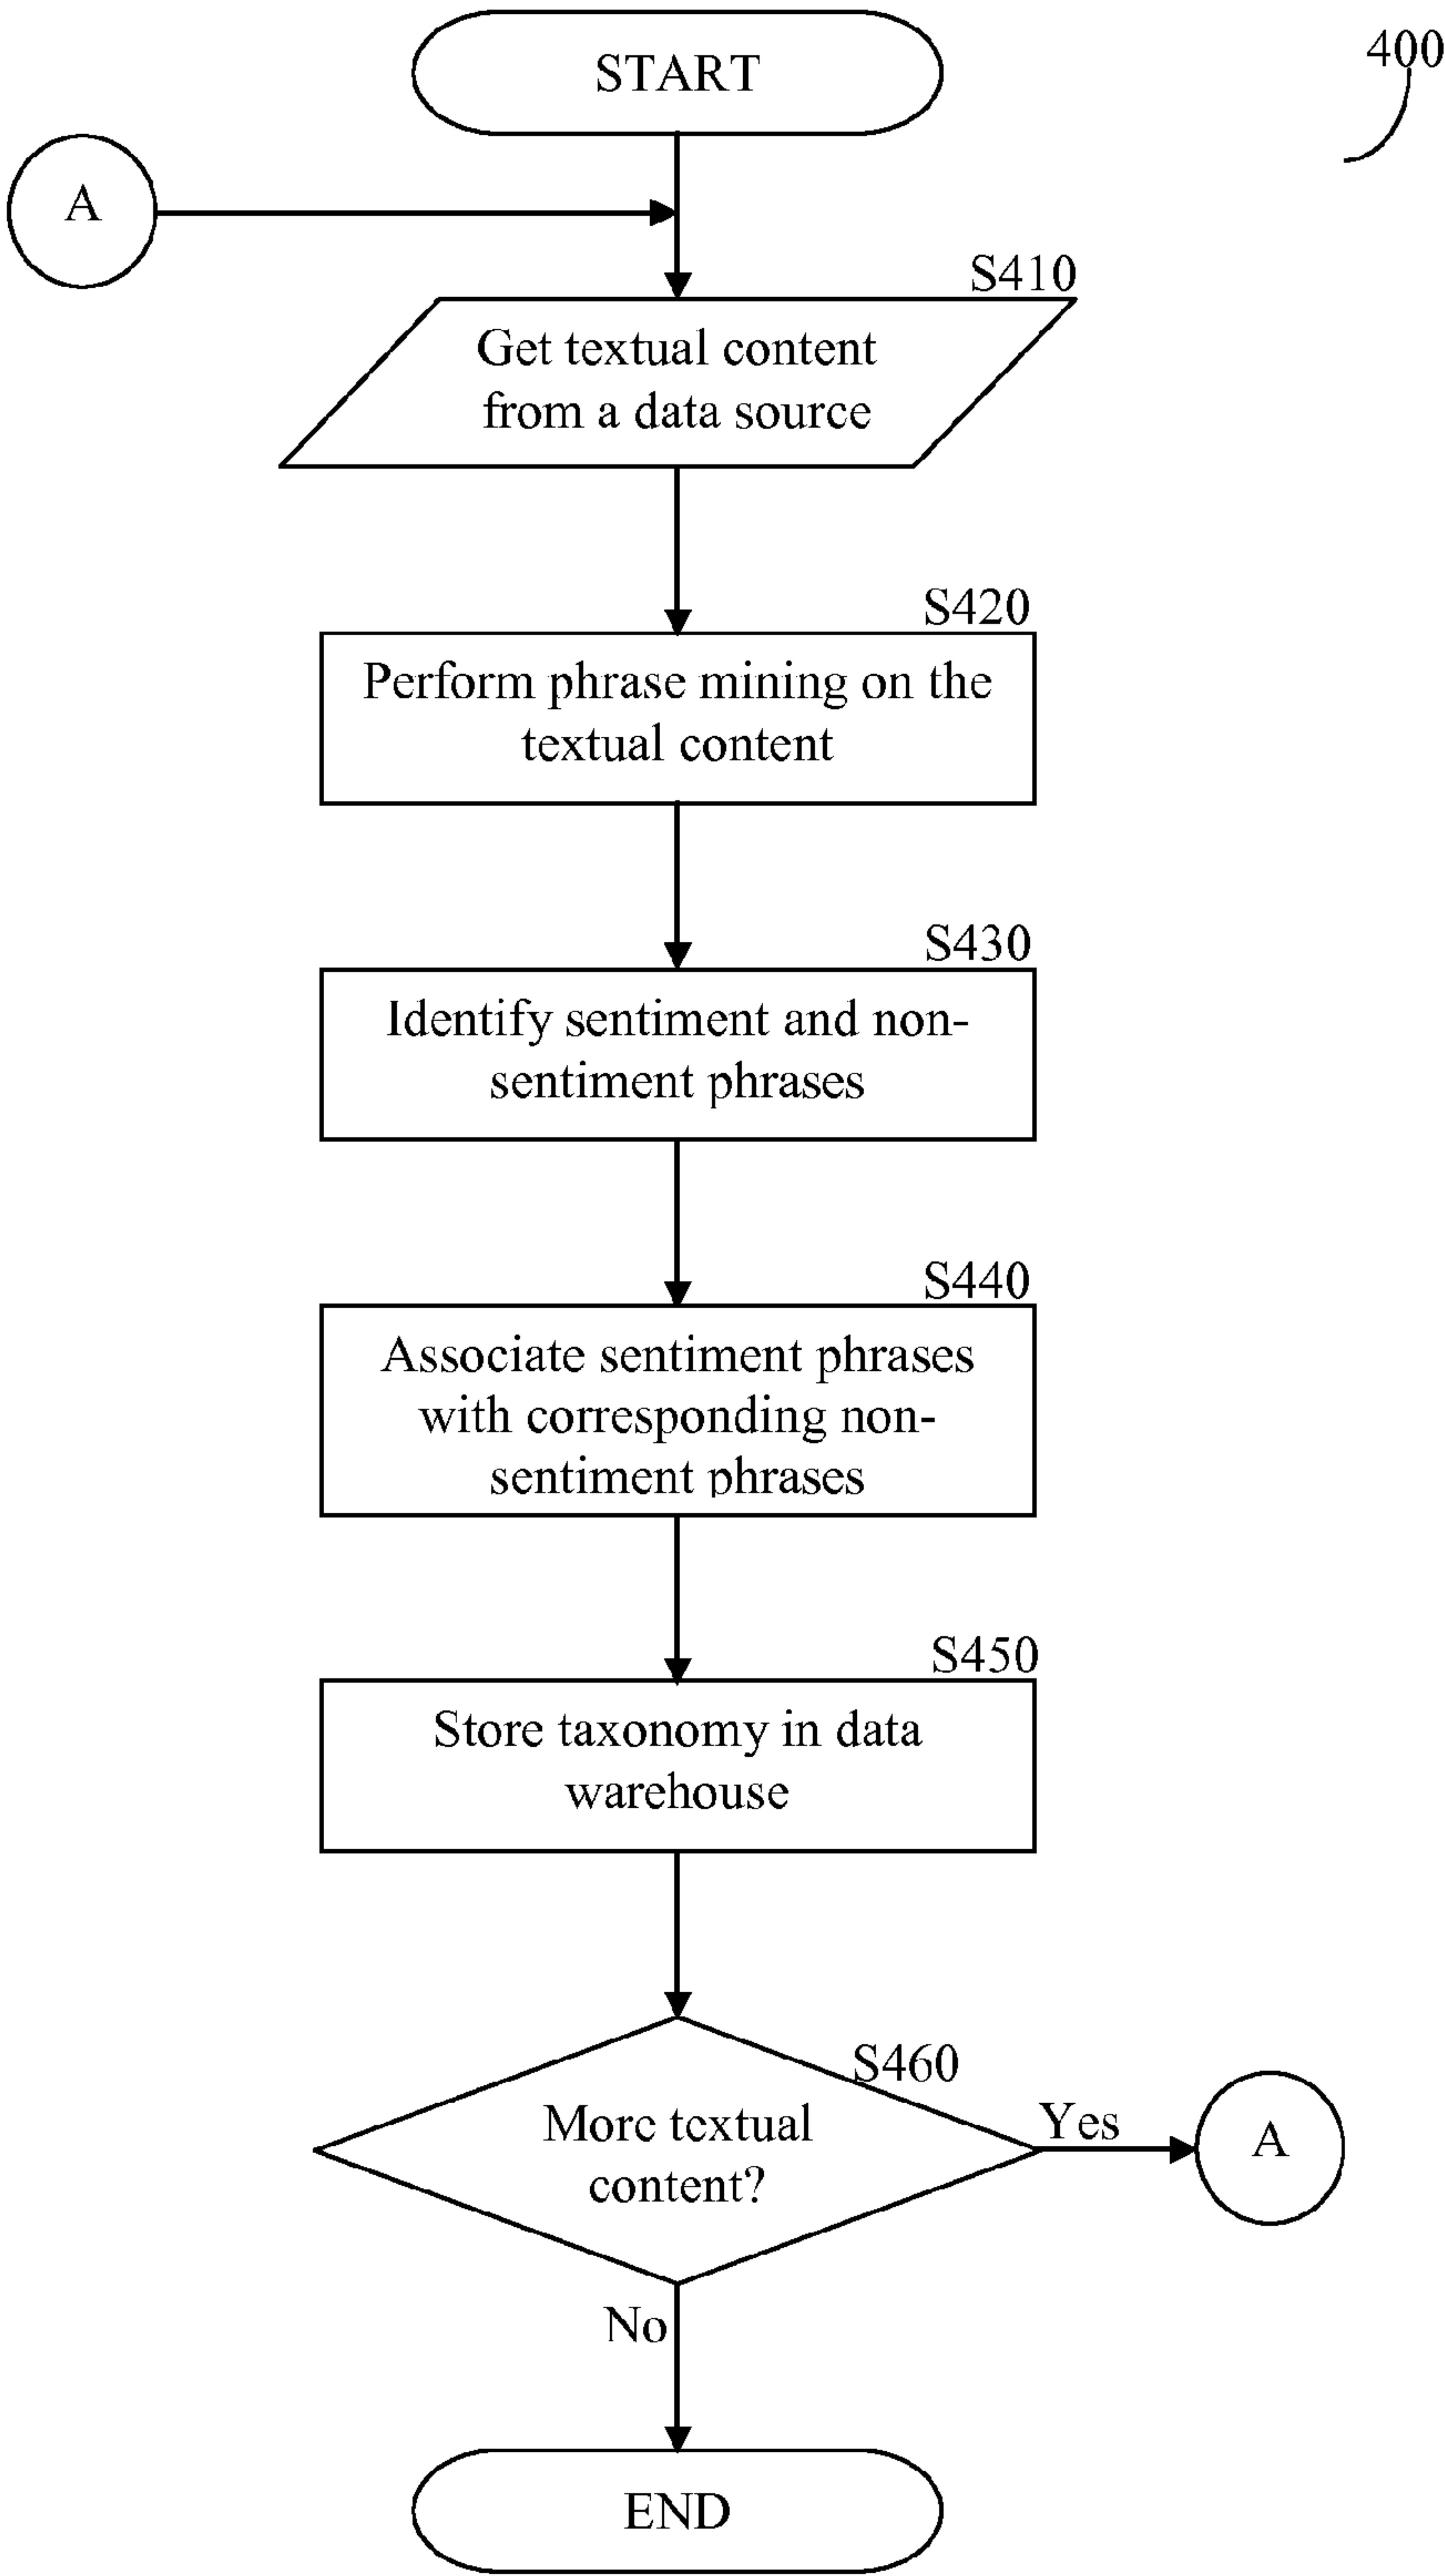 START
400
A
S410
Get textual content
from a data source
S420
Perform phrase mining on the
textual content
S430
Identify sentiment and non-
sentiment phrases
S440
Associate sentiment phrases
with corresponding non-
sentiment phrases
S450
Store taxonomy in data
warehouse
S460
More textual
content?
Yes
A
No
END